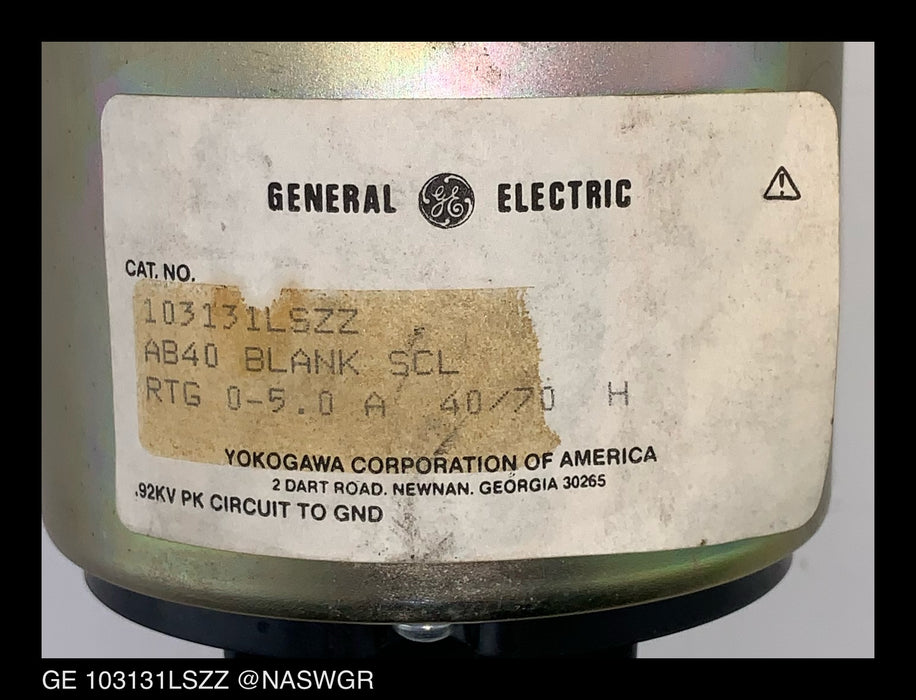 GENERAL GE ELECTRIC
CAT. NO.
103131LSZZ
AB40 BLANK SCL
RTG 0-5.0 A 40/70 H
YOKOGAWA CORPORATION OF AMERICA
2 DART ROAD. NEWNAN. GEORGIA 30265
.92KV PK CIRCUIT TO GND
GE 103131LSZZ @NASWGR